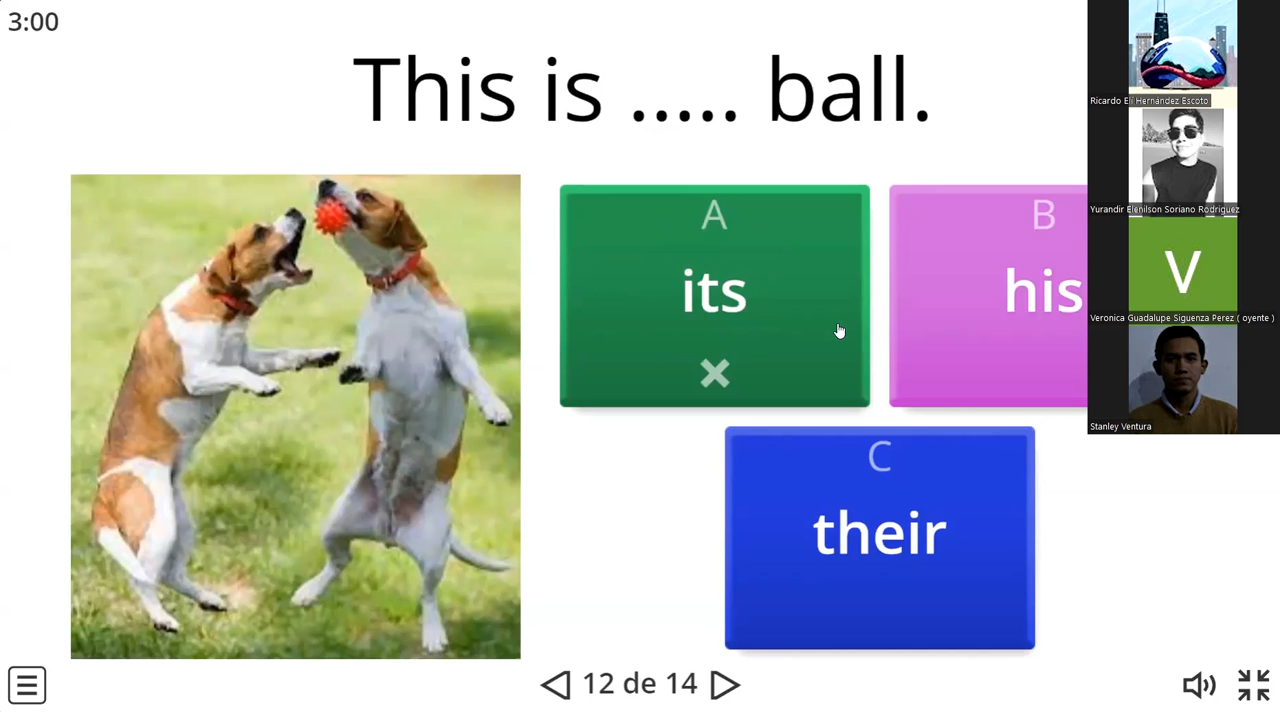 3:00
This is ..... ball.
A
its
B
his
C
their
12 de 14
Ricardo Eli Hernández Escoto
Yurandir Elenilson Soriano Rodriguez
V
Veronica Guadalupe Siguenza Perez ( oyente )
Stanley Ventura